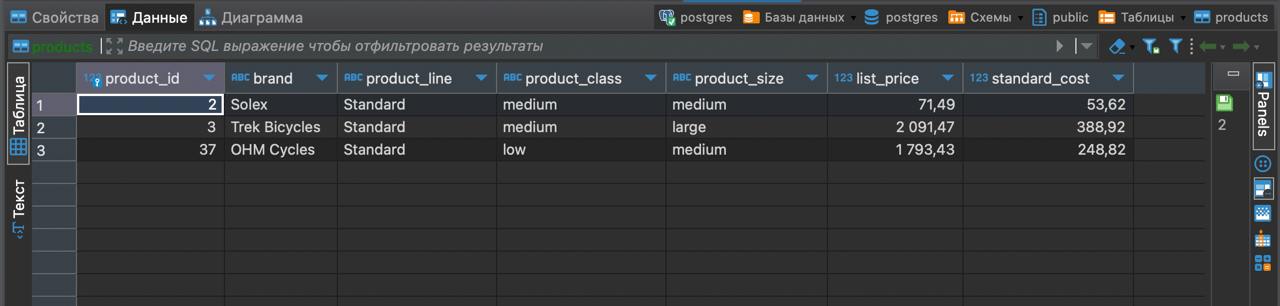 Свойства Данные Диаграмма postgres Базы данных postgres Схемы public Таблицы products
products Введите SQL выражение чтобы отфильтровать результаты
Таблица
Текст
123 product_id ABC brand ABC product_line ABC product_class ABC product_size 123 list_price 123 standard_cost
1 2 Solex Standard medium medium 71,49 53,62
2 3 Trek Bicycles Standard medium large 2 091,47 388,92
3 37 OHM Cycles Standard low medium 1 793,43 248,82
2
Panels